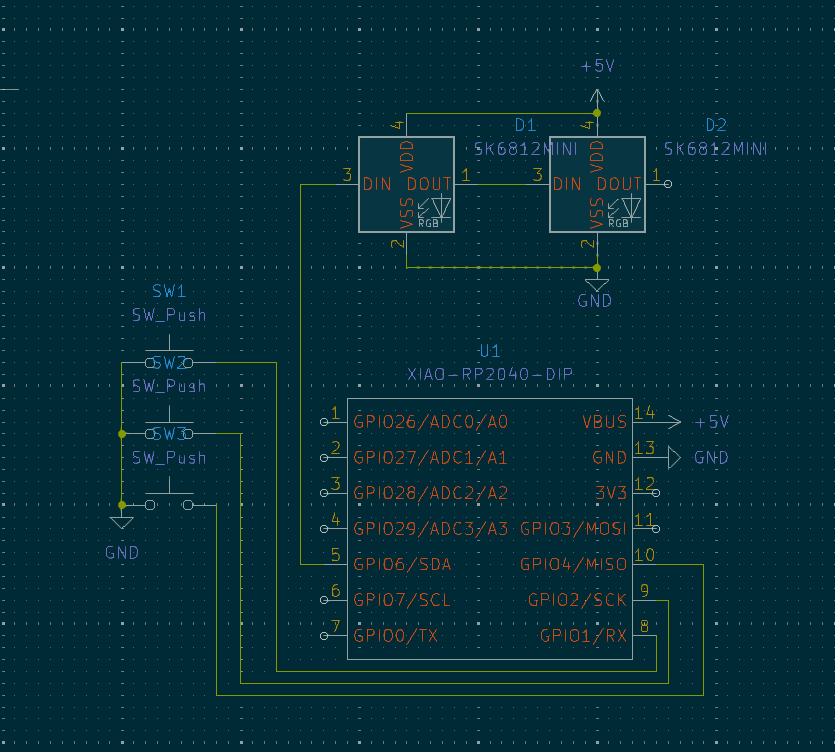 +5V
D1
D2
SK6812MINI
SK6812MINI
4
VDD
3
DIN
DOUT
1
VSS
RGB
2
4
VDD
3
DIN
DOUT
1
VSS
RGB
2
GND
SW1
SW_Push
SW2
SW_Push
SW3
SW_Push
GND
U1
XIAO-RP2040-DIP
1 GPIO26/ADC0/A0 VBUS 14 +5V
2 GPIO27/ADC1/A1 GND 13 GND
3 GPIO28/ADC2/A2 3V3 12
4 GPIO29/ADC3/A3 GPIO3/MOSI 11
5 GPIO6/SDA GPIO4/MISO 10
6 GPIO7/SCL GPIO2/SCK 9
7 GPIO0/TX GPIO1/RX 8